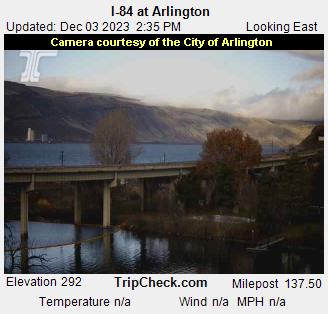 I-84 at Arlington
Updated: Dec 03 2023 2:35 PM Looking East
Camera courtesy of the City of Arlington
Elevation 292 TripCheck.com Milepost 137.50
Temperature n/a Wind n/a MPH n/a